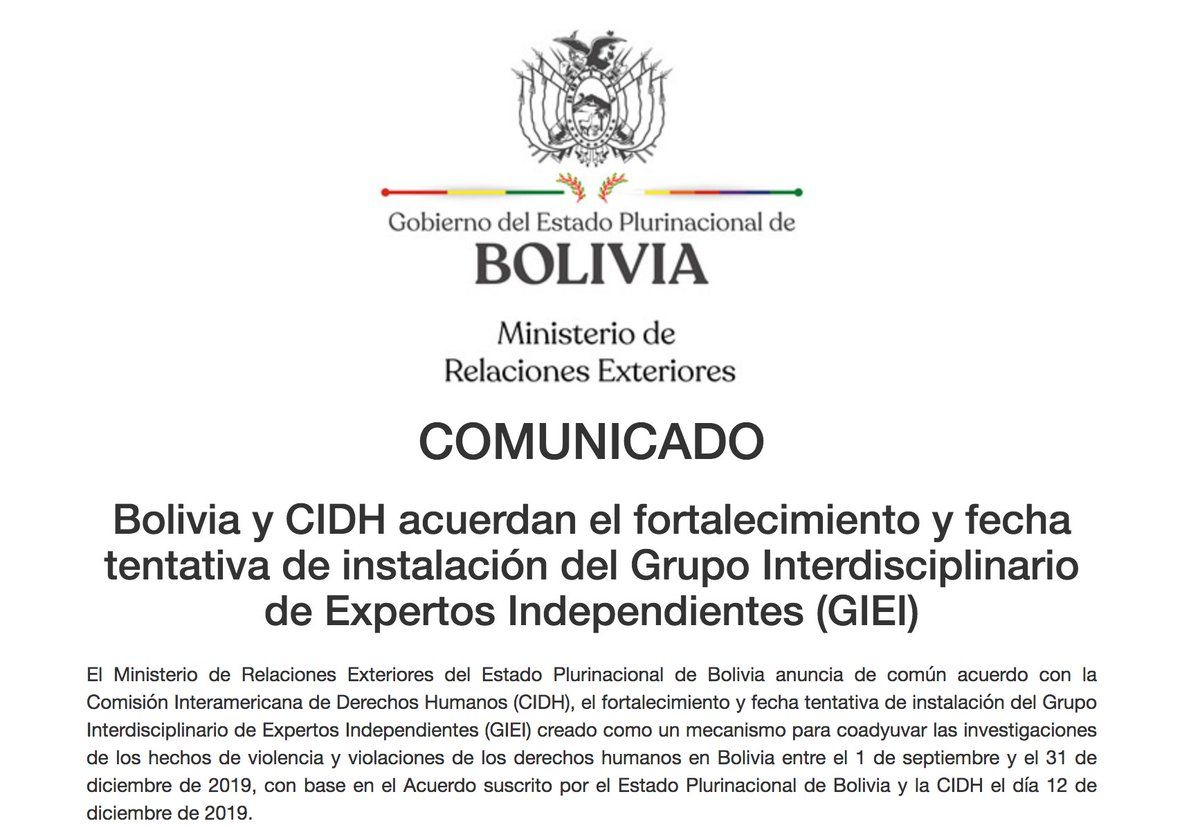 Gobierno del Estado Plurinacional de
BOLIVIA
Ministerio de
Relaciones Exteriores
COMUNICADO
Bolivia y CIDH acuerdan el fortalecimiento y fecha
tentativa de instalación del Grupo Interdisciplinario
de Expertos Independientes (GIEI)
El Ministerio de Relaciones Exteriores del Estado Plurinacional de Bolivia anuncia de común acuerdo con la
Comisión Interamericana de Derechos Humanos (CIDH), el fortalecimiento y fecha tentativa de instalación del Grupo
Interdisciplinario de Expertos Independientes (GIEI) creado como un mecanismo para coadyuvar las investigaciones
de los hechos de violencia y violaciones de los derechos humanos en Bolivia entre el 1 de septiembre y el 31 de
diciembre de 2019, con base en el Acuerdo suscrito por el Estado Plurinacional de Bolivia y la CIDH el día 12 de
diciembre de 2019.